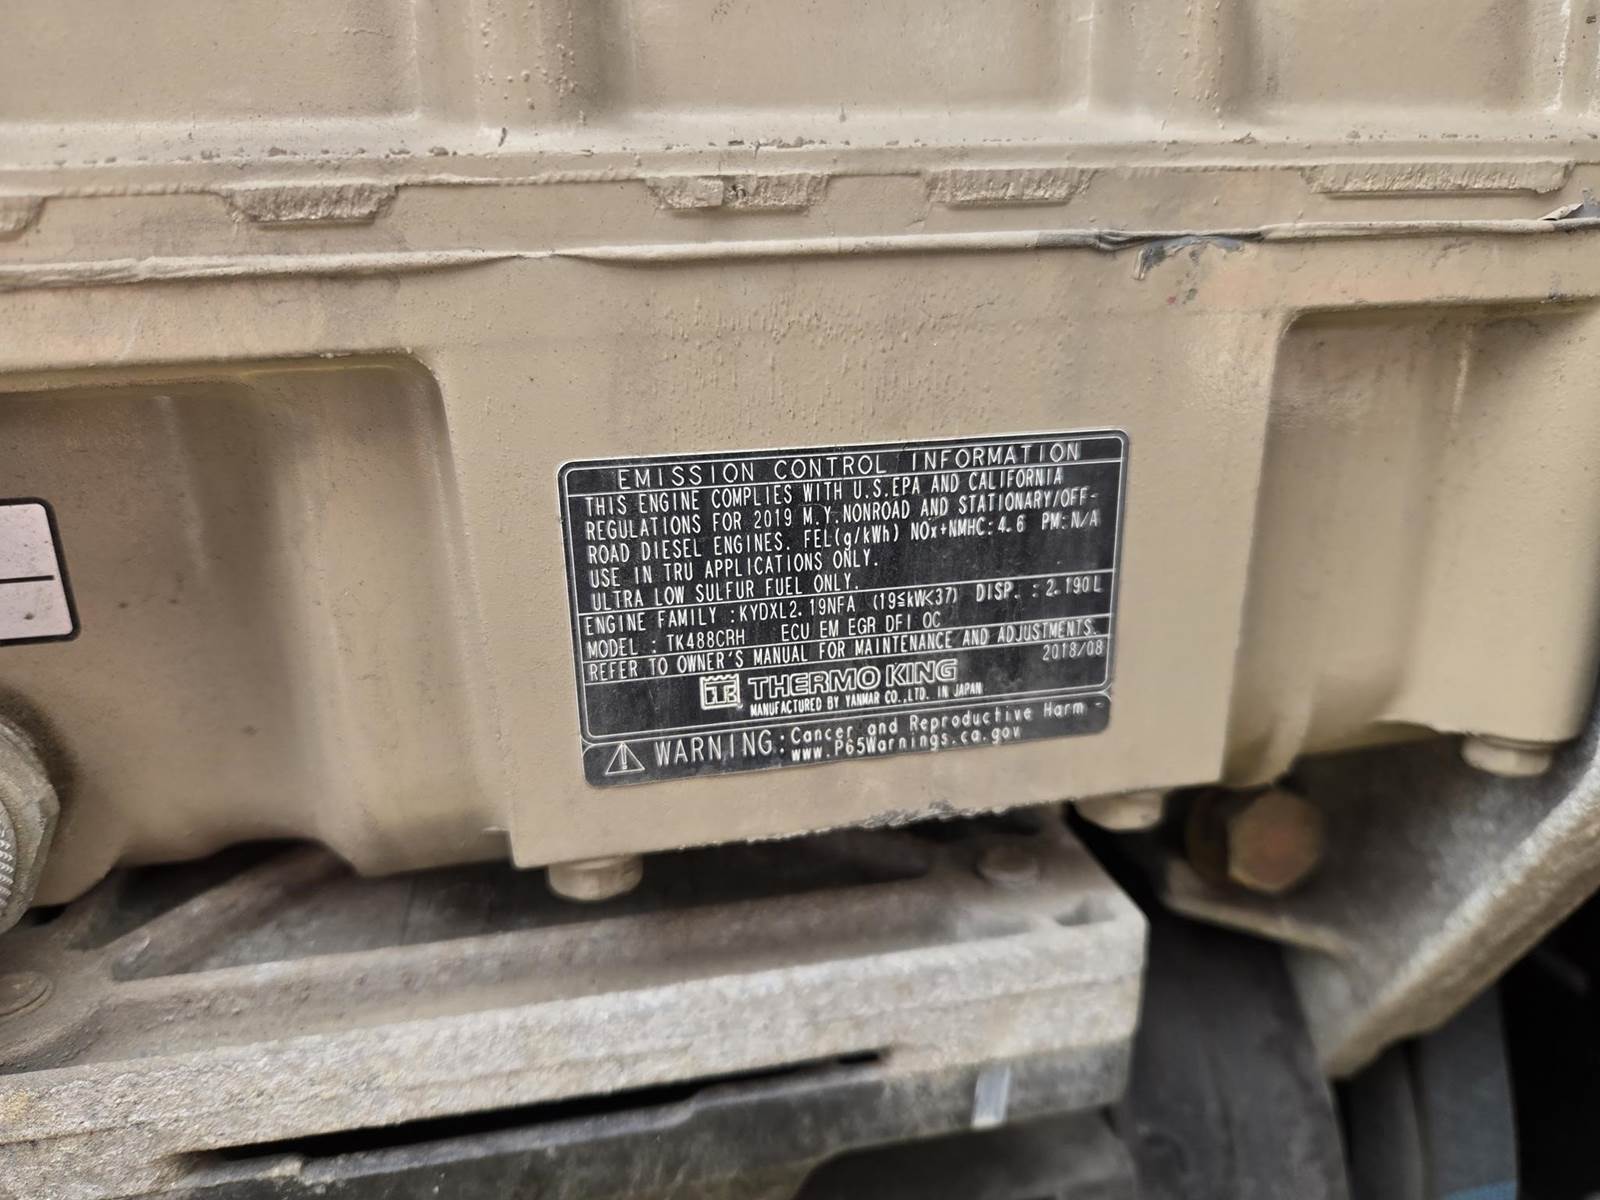 EMISSION CONTROL INFORMATION
THIS ENGINE COMPLIES WITH U.S.EPA AND CALIFORNIA
REGULATIONS FOR 2019 M.Y.NONROAD AND STATIONARY/OFF-
ROAD DIESEL ENGINES. FEL(g/kWh) NOx+NMHC:4.6 PM:N/A
USE IN TRU APPLICATIONS ONLY.
ULTRA LOW SULFUR FUEL ONLY.
ENGINE FAMILY :KYDXL2.19NFA (19≦kW<37) DISP. : 2.190L
MODEL : TK488CRH ECU EM EGR DFI OC
REFER TO OWNER'S MANUAL FOR MAINTENANCE AND ADJUSTMENTS.
2018/08
THERMO KING
MANUFACTURED BY YANMAR CO.,LTD. IN JAPAN
WARNING:Cancer and Reproductive Harm -
www.P65Warnings.ca.gov